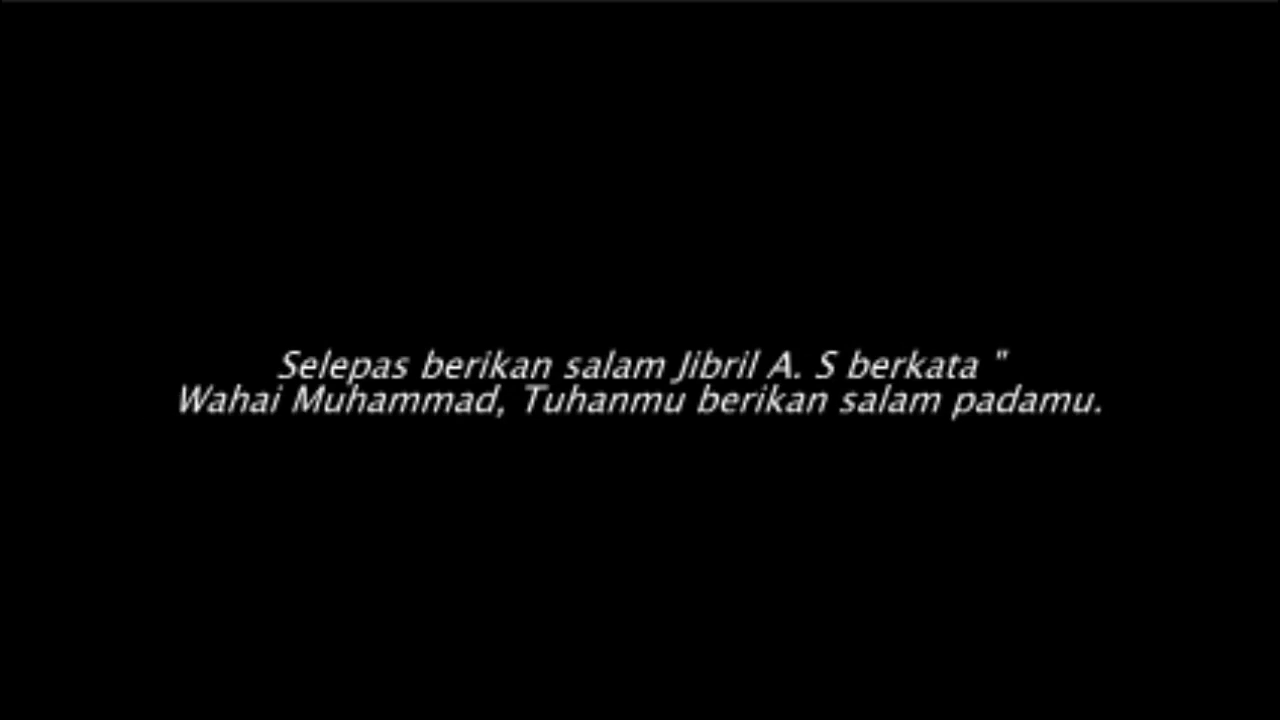 Selepas berikan salam Jibril A. S berkata "
Wahai Muhammad, Tuhanmu berikan salam padamu.